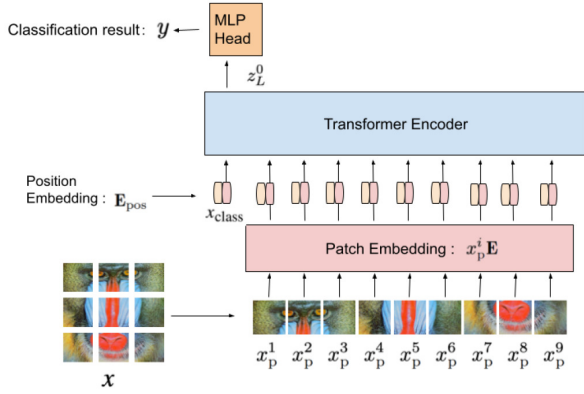 MLP
Head
Classification result: y
z_L^0
Transformer Encoder
Position
Embedding : E_pos
x_class
Patch Embedding : x_p^i E
x_p^1 x_p^2 x_p^3 x_p^4 x_p^5 x_p^6 x_p^7 x_p^8 x_p^9
x